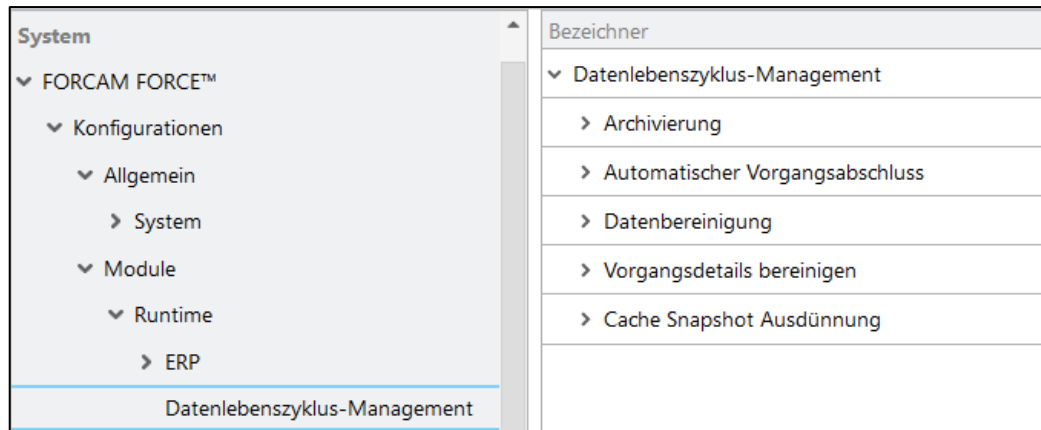 System
FORCAM FORCE™
Konfigurationen
Allgemein
System
Module
Runtime
ERP
Datenlebenszyklus-Management
Bezeichner
Datenlebenszyklus-Management
Archivierung
Automatischer Vorgangsabschluss
Datenbereinigung
Vorgangsdetails bereinigen
Cache Snapshot Ausdünnung